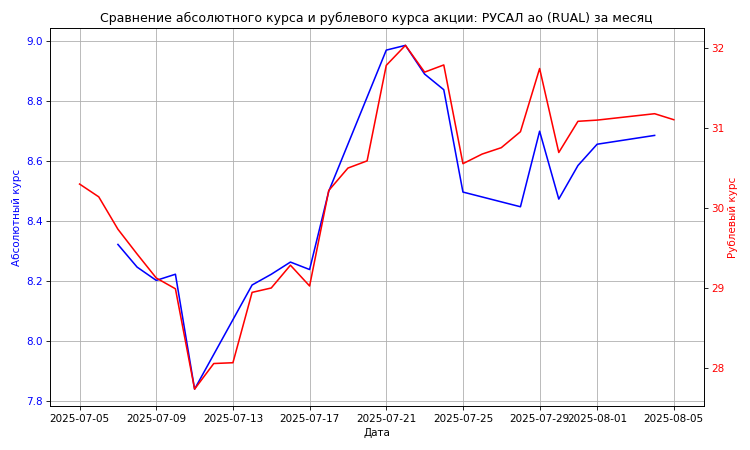 Сравнение абсолютного курса и рублевого курса акции: РУСАЛ ао (RUAL) за месяц
9.0
8.8
8.6
8.4
8.2
8.0
7.8
Абсолютный курс
32
31
30
29
28
Рублевый курс
2025-07-05 2025-07-09 2025-07-13 2025-07-17 2025-07-21 2025-07-25 2025-07-29 2025-08-01 2025-08-05
Дата